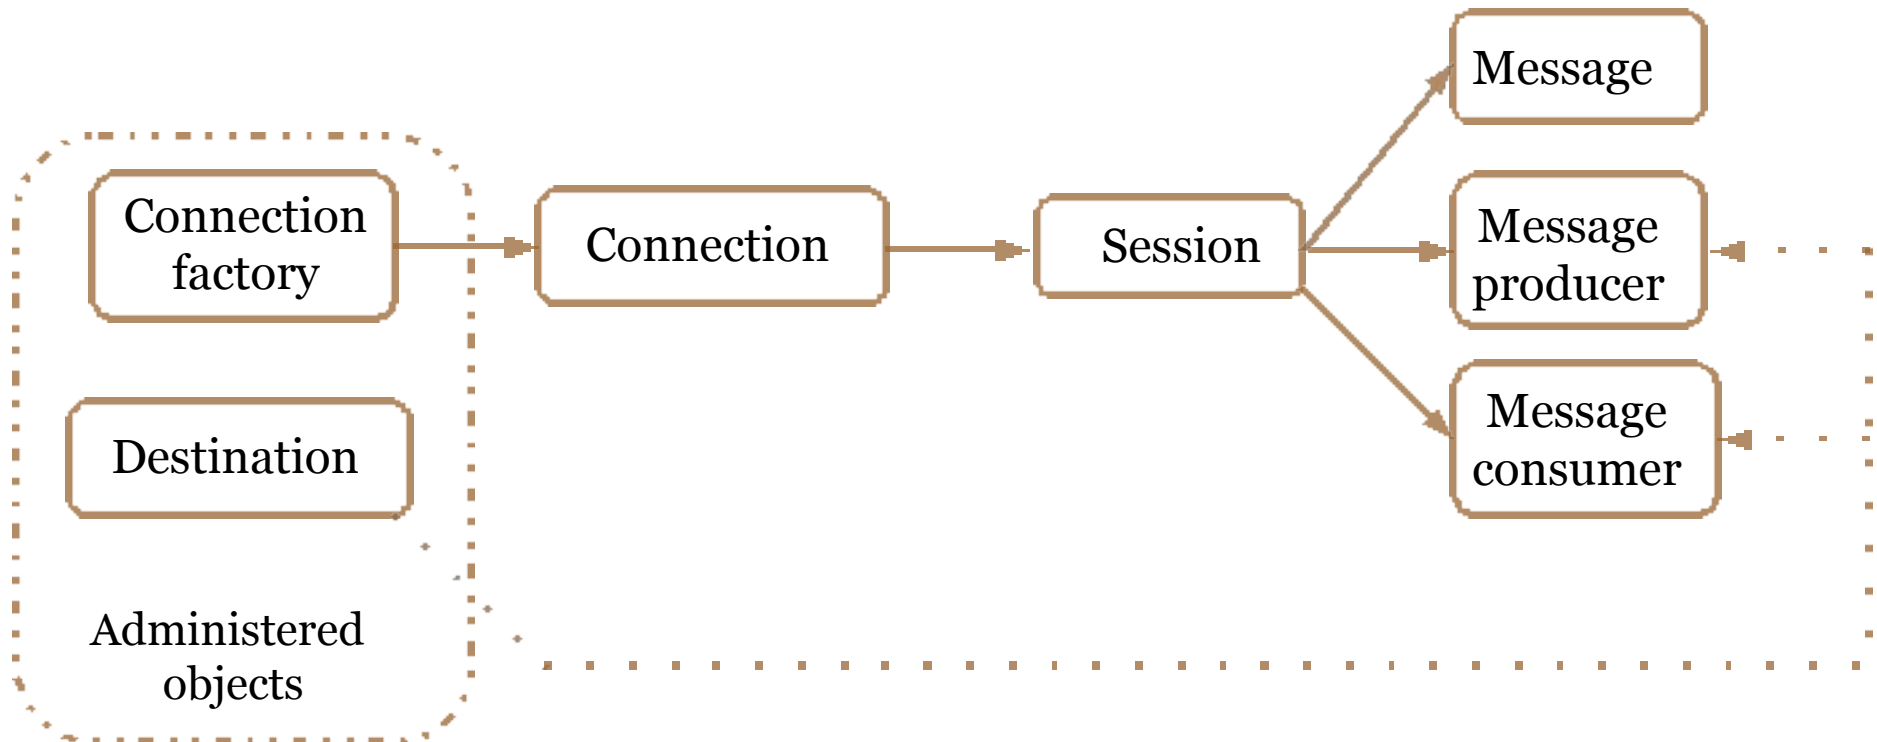 Connection
factory
Destination
Administered
objects
Connection
Session
Message
Message
producer
Message
consumer